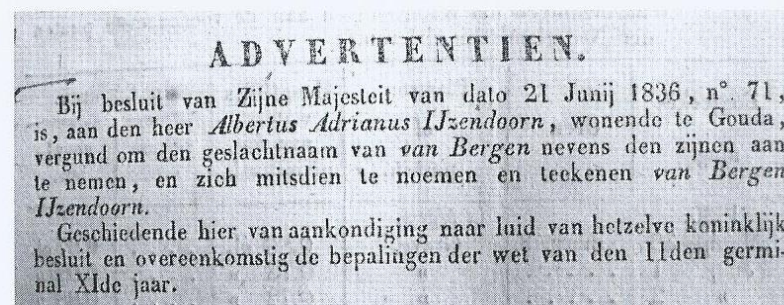 ADVERTENTIEN.
Bij besluit van Zijne Majesteit van dato 21 Junij 1836, n°. 71,
is, aan den heer Albertus Adrianus IJzendoorn, wonende te Gouda,
vergund om den geslachtnaam van van Bergen nevens den zijnen aan
te nemen, en zich mitsdien te noemen en teekenen van Bergen
IJzendoorn.
Geschiedende hier van aankondiging naar luid van hetzelve koninklijk
besluit en overeenkomstig de bepalingen der wet van den 11den germi-
nal XIde jaar.